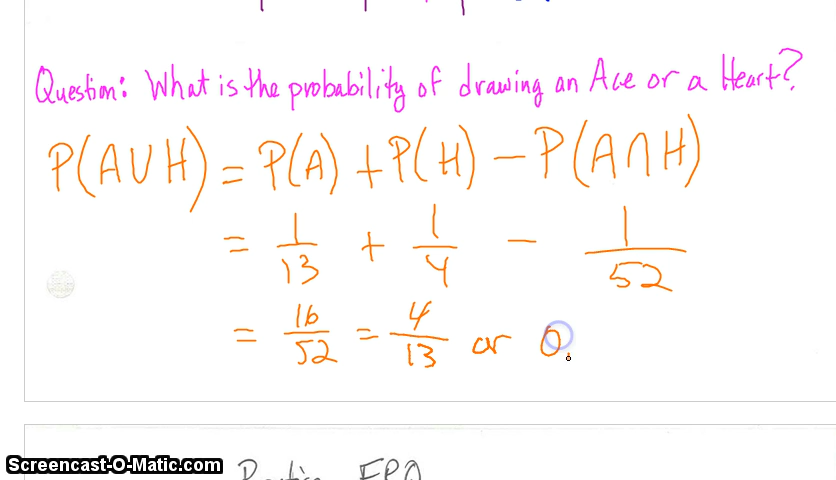 Question: What is the probability of drawing an Ace or a Heart?
P(A∪H) = P(A) + P(H) − P(A∩H)
= 1/13 + 1/4 − 1/52
= 16/52 = 4/13 or 0.
Screencast-O-Matic.com